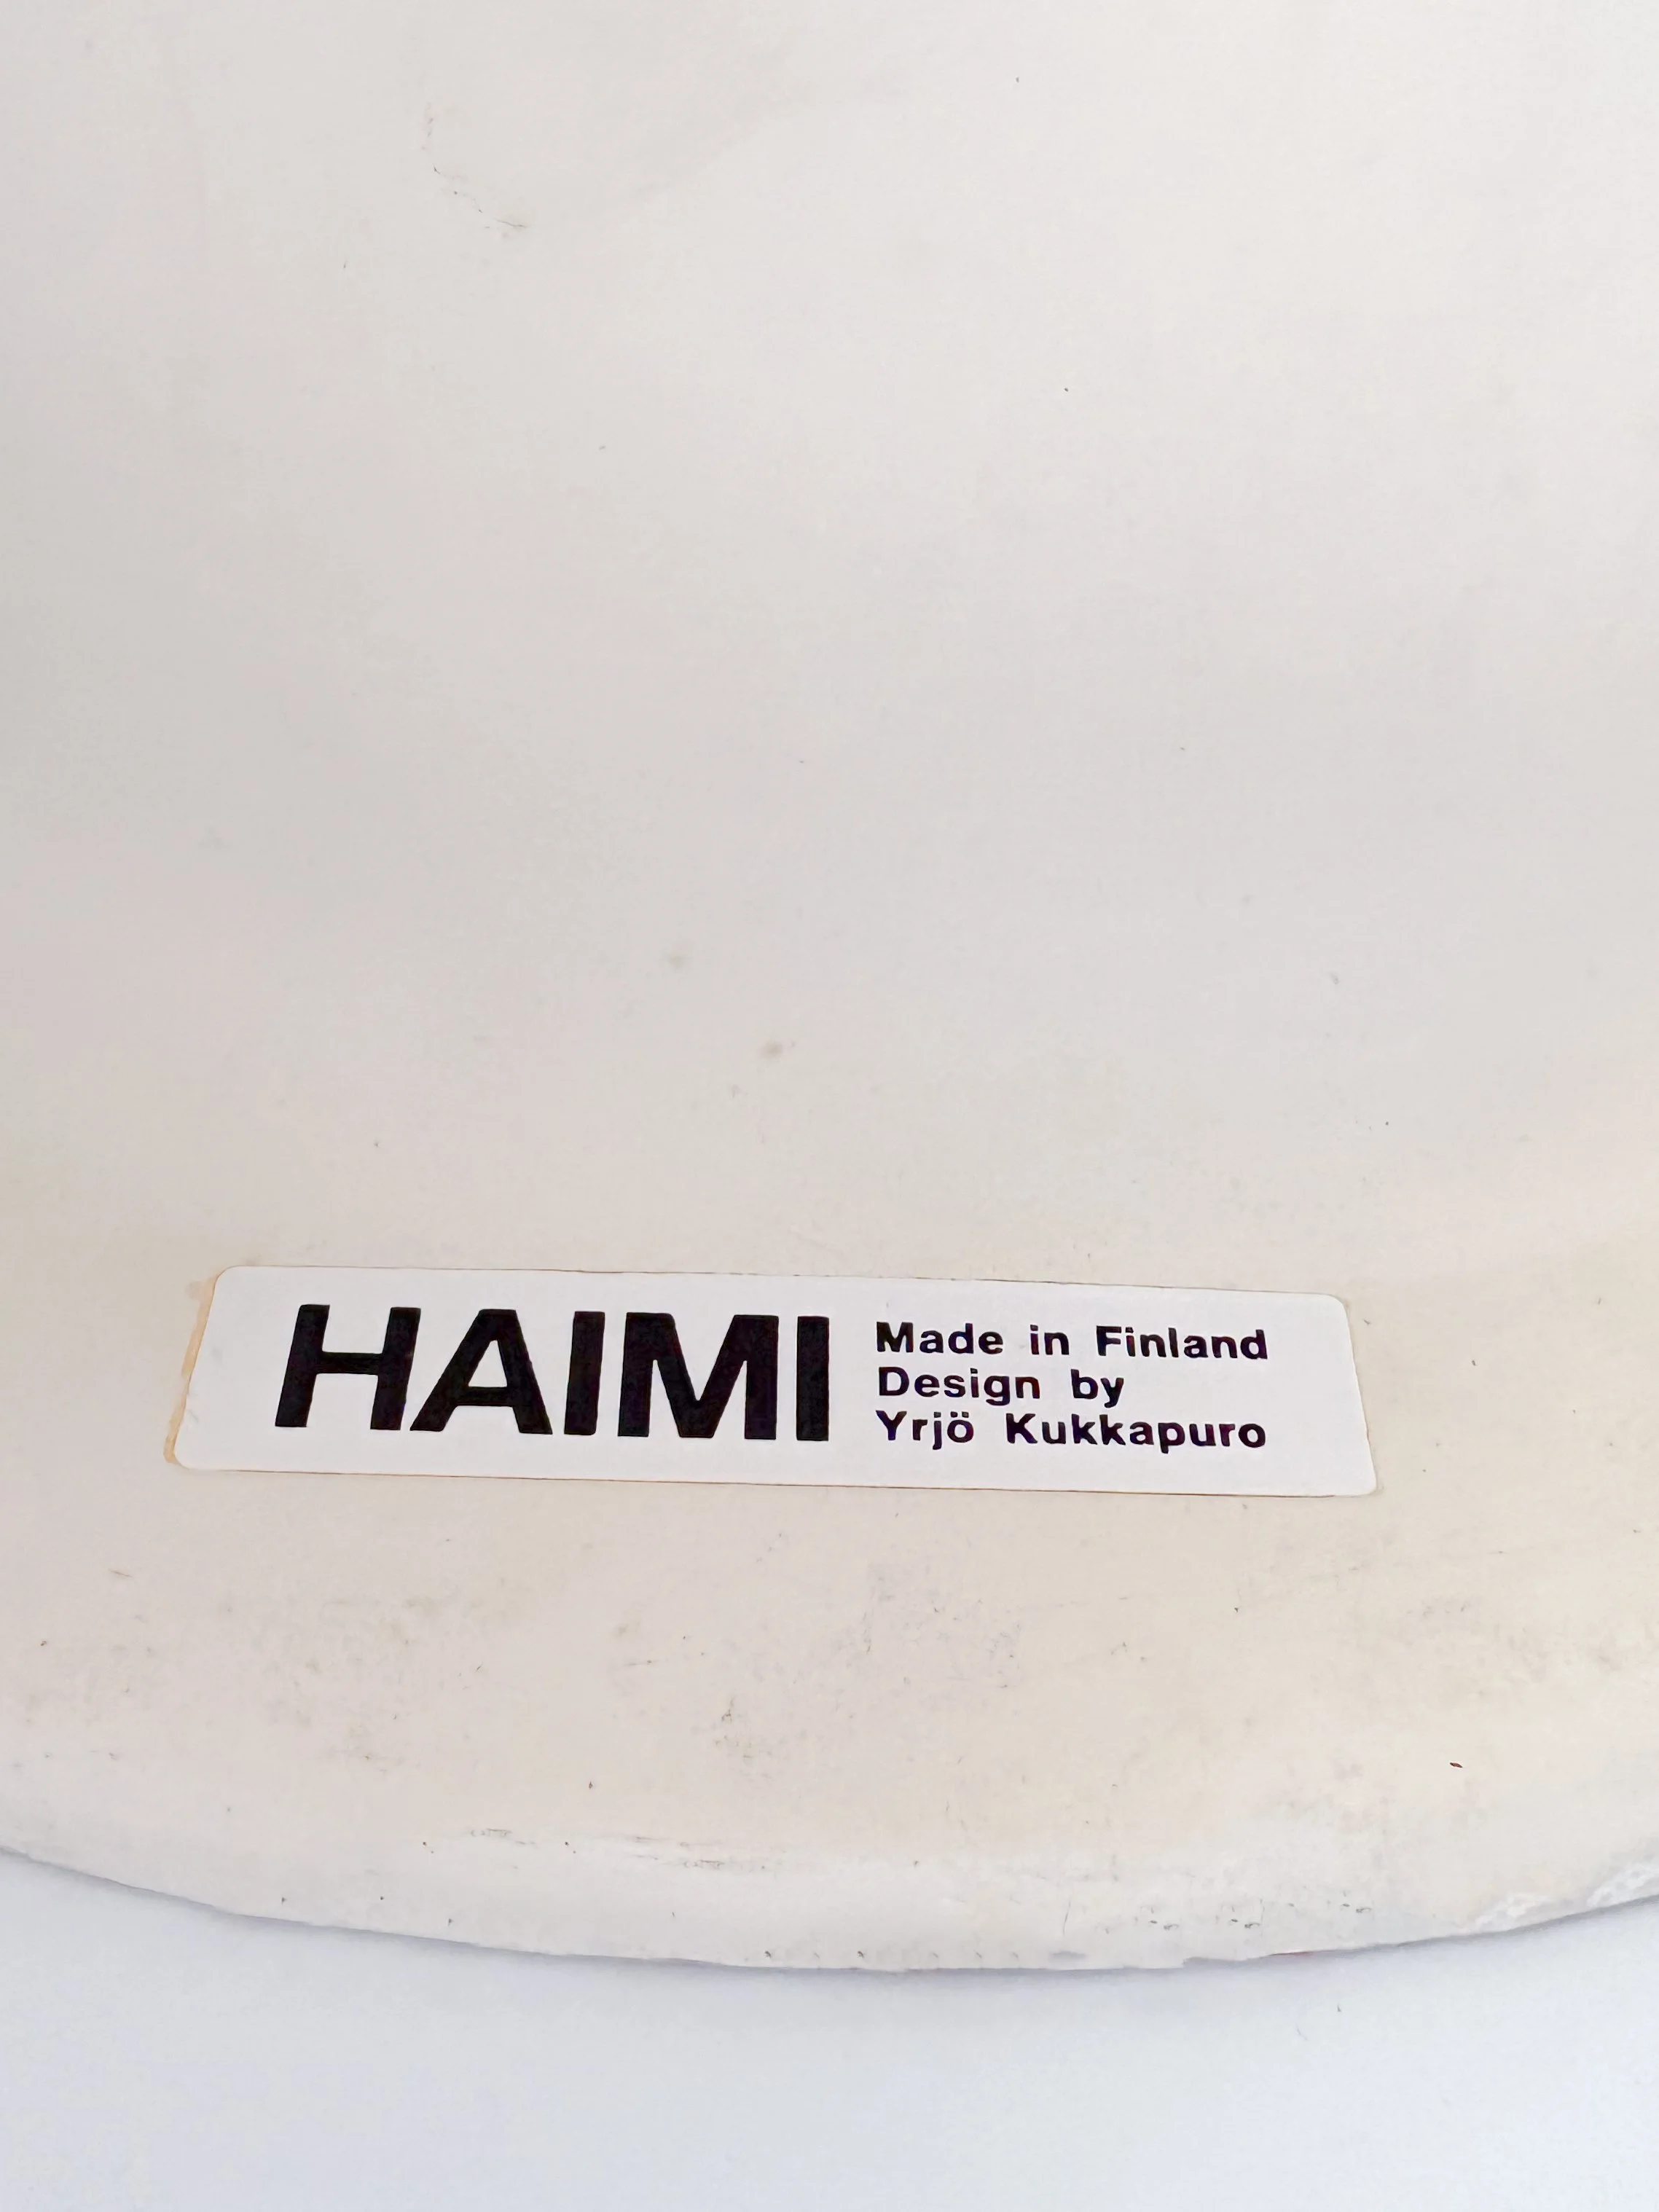 HAIMI
Made in Finland
Design by
Yrjö Kukkapuro